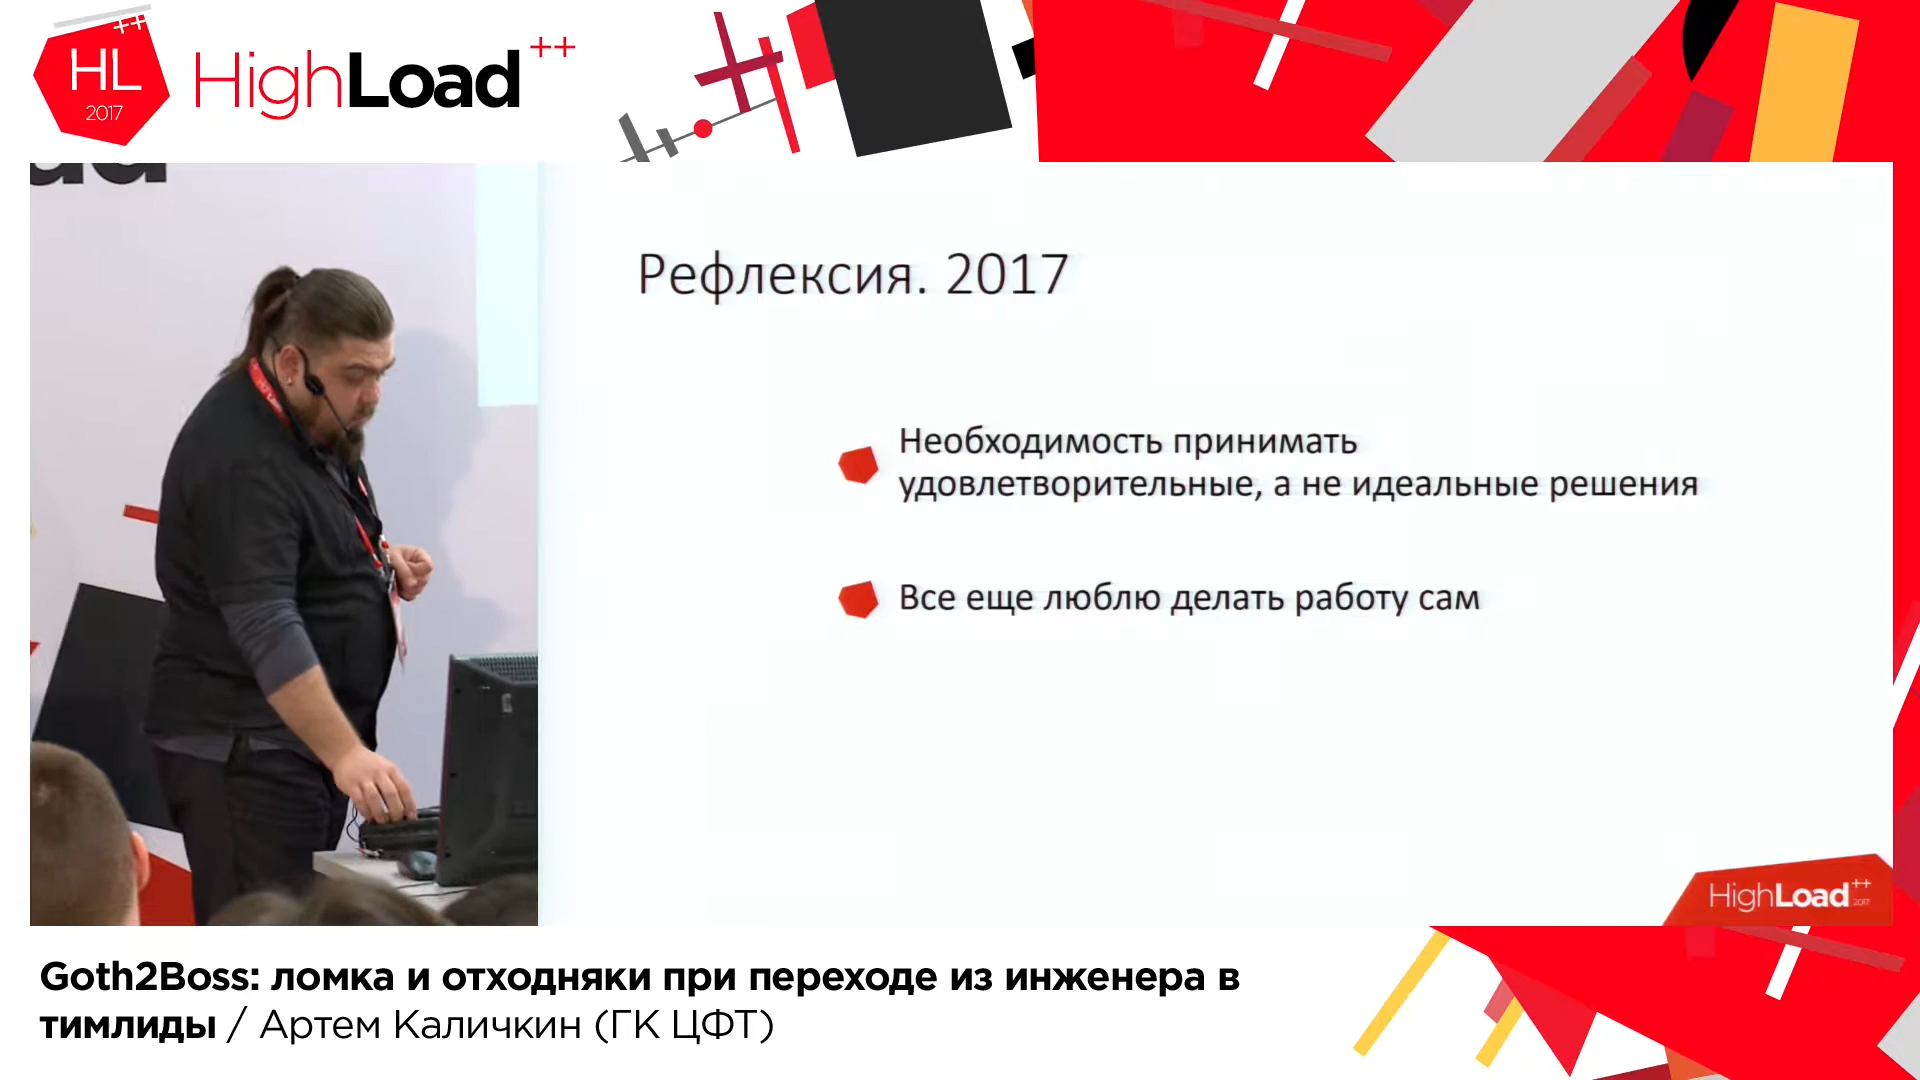 ++
HL
2017
HighLoad++
Рефлексия. 2017
Необходимость принимать
удовлетворительные, а не идеальные решения
Все еще люблю делать работу сам
HighLoad++
2017
Goth2Boss: ломка и отходняки при переходе из инженера в
тимлиды / Артем Каличкин (ГК ЦФТ)